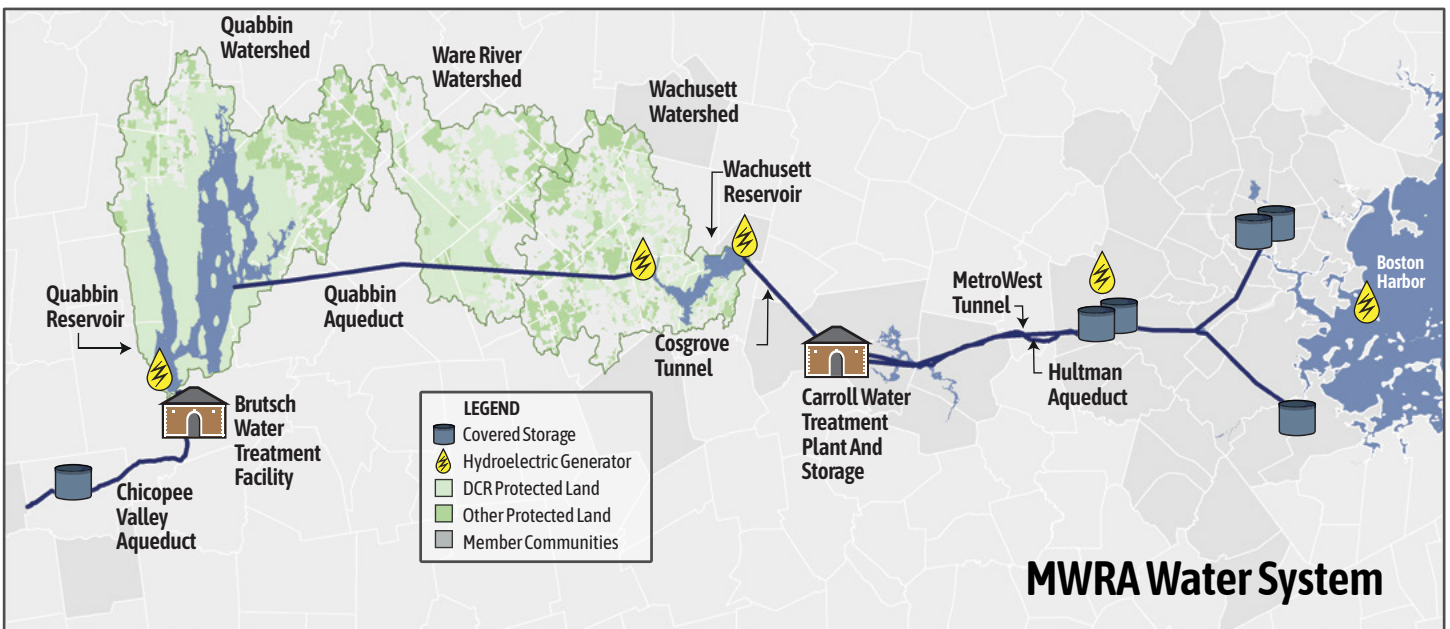 Quabbin
Watershed
Ware River
Watershed
Wachusett
Watershed
Wachusett
Reservoir
Quabbin
Reservoir
Quabbin
Aqueduct
Cosgrove
Tunnel
MetroWest
Tunnel
Hultman
Aqueduct
Boston
Harbor
Brutsch
Water
Treatment
Facility
Chicopee
Valley
Aqueduct
Carroll Water
Treatment
Plant And
Storage
LEGEND
Covered Storage
Hydroelectric Generator
DCR Protected Land
Other Protected Land
Member Communities
MWRA Water System